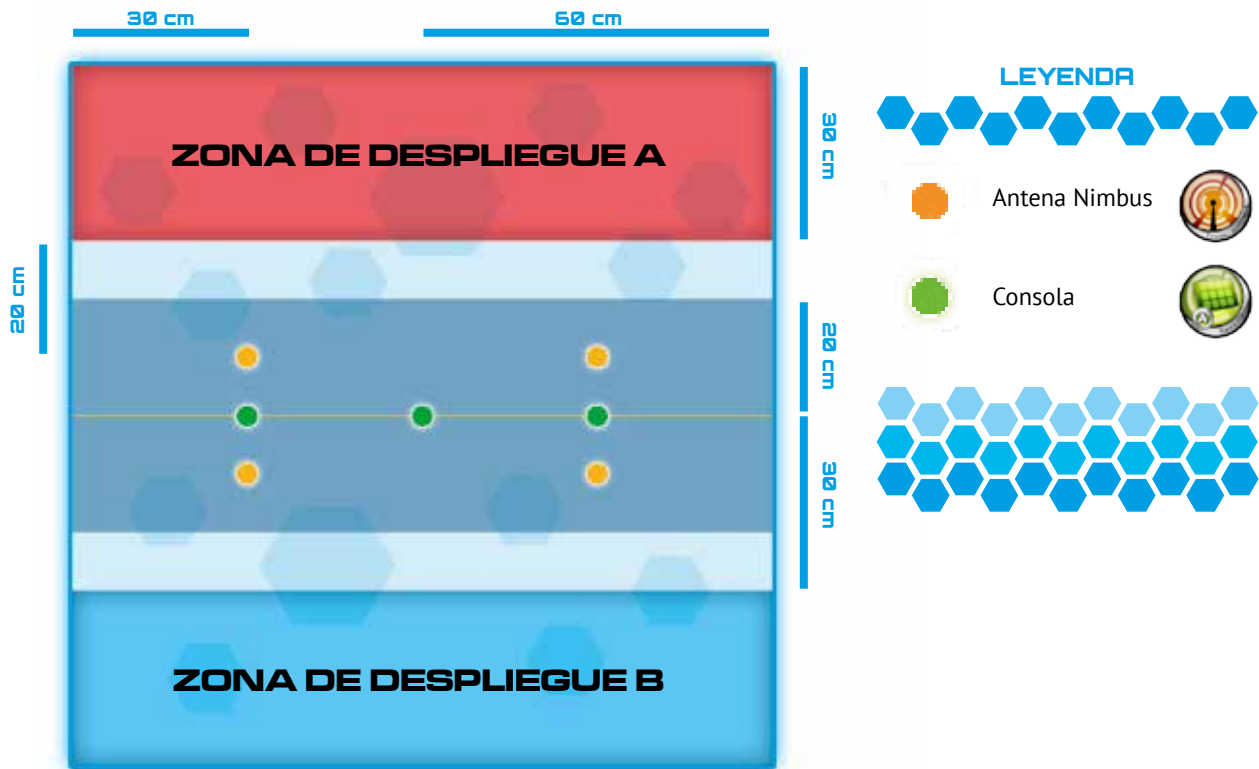 30 cm
60 cm
ZONA DE DESPLIEGUE A
30 cm
20 cm
20 cm
30 cm
ZONA DE DESPLIEGUE B
LEYENDA
Antena Nimbus
Consola
A